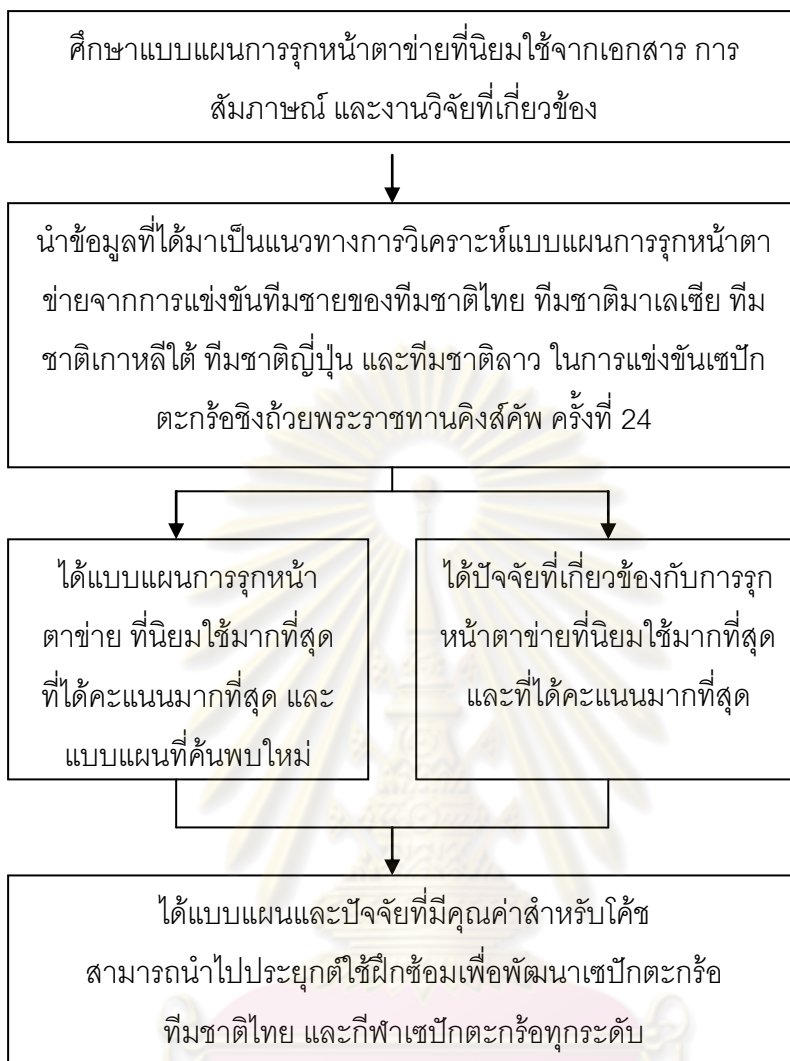 ศึกษาแบบแผนการรุกหน้าตาข่ายที่นิยมใช้จากเอกสาร การ
สัมภาษณ์ และงานวิจัยที่เกี่ยวข้อง
นำข้อมูลที่ได้มาเป็นแนวทางการวิเคราะห์แบบแผนการรุกหน้าตา
ข่ายจากการแข่งขันทีมชายของทีมชาติไทย ทีมชาติมาเลเซีย ทีม
ชาติเกาหลีใต้ ทีมชาติญี่ปุ่น และทีมชาติลาว ในการแข่งขันเซปัก
ตะกร้อชิงถ้วยพระราชทานคิงส์คัพ ครั้งที่ 24
ได้แบบแผนการรุกหน้า
ตาข่าย ที่นิยมใช้มากที่สุด
ที่ได้คะแนนมากที่สุด และ
แบบแผนที่ค้นพบใหม่
ได้ปัจจัยที่เกี่ยวข้องกับการรุก
หน้าตาข่ายที่นิยมใช้มากที่สุด
และที่ได้คะแนนมากที่สุด
ได้แบบแผนและปัจจัยที่มีคุณค่าสำหรับโค้ช
สามารถนำไปประยุกต์ใช้ฝึกซ้อมเพื่อพัฒนาเซปักตะกร้อ
ทีมชาติไทย และกีฬาเซปักตะกร้อทุกระดับ